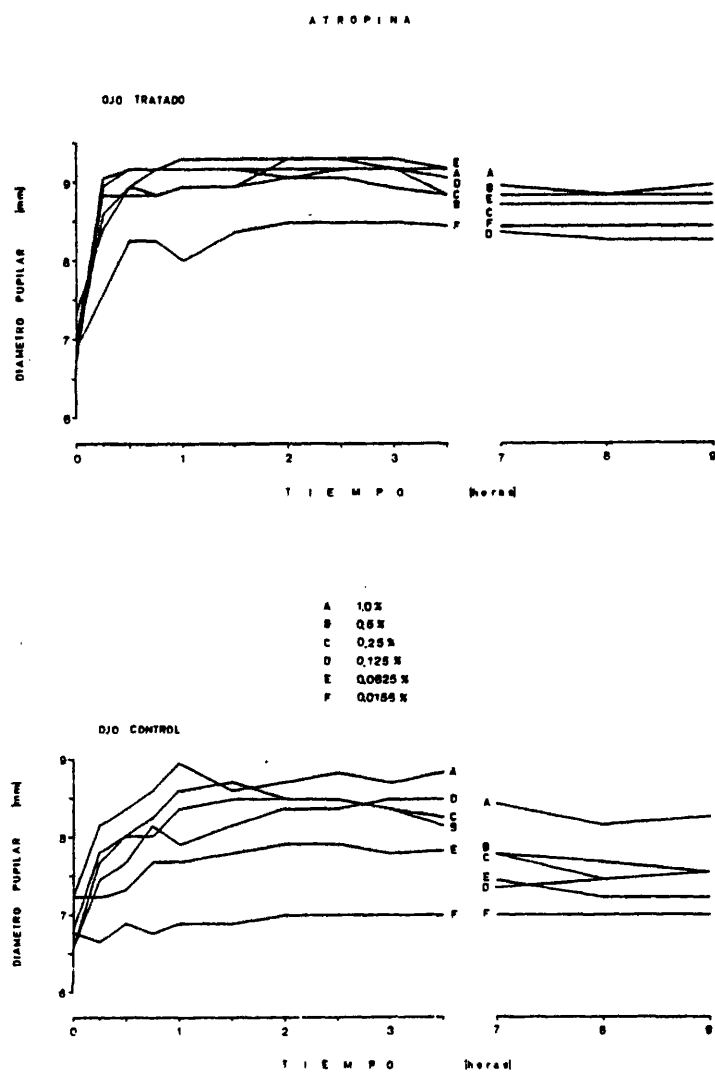 ATROPINA
OJO TRATADO
DIAMETRO PUPILAR [mm]
9
8
7
6
E
A
D
C
B
F
A
B
E
C
F
D
0 1 2 3 7 8 9
TIEMPO [horas]
A 1,0%
B 0,5%
C 0,25%
D 0,125%
E 0,0625%
F 0,0156%
OJO CONTROL
DIAMETRO PUPILAR [mm]
9
8
7
6
A
D
C
B
E
F
A
B
C
E
D
F
0 1 2 3 7 8 9
TIEMPO [horas]